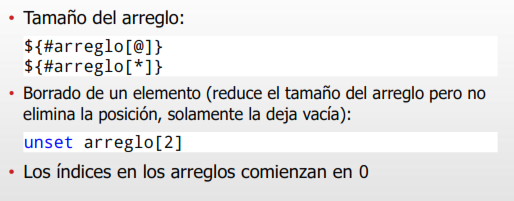 • Tamaño del arreglo:
${#arreglo[@]}
${#arreglo[*]}
• Borrado de un elemento (reduce el tamaño del arreglo pero no
elimina la posición, solamente la deja vacía):
unset arreglo[2]
• Los índices en los arreglos comienzan en 0